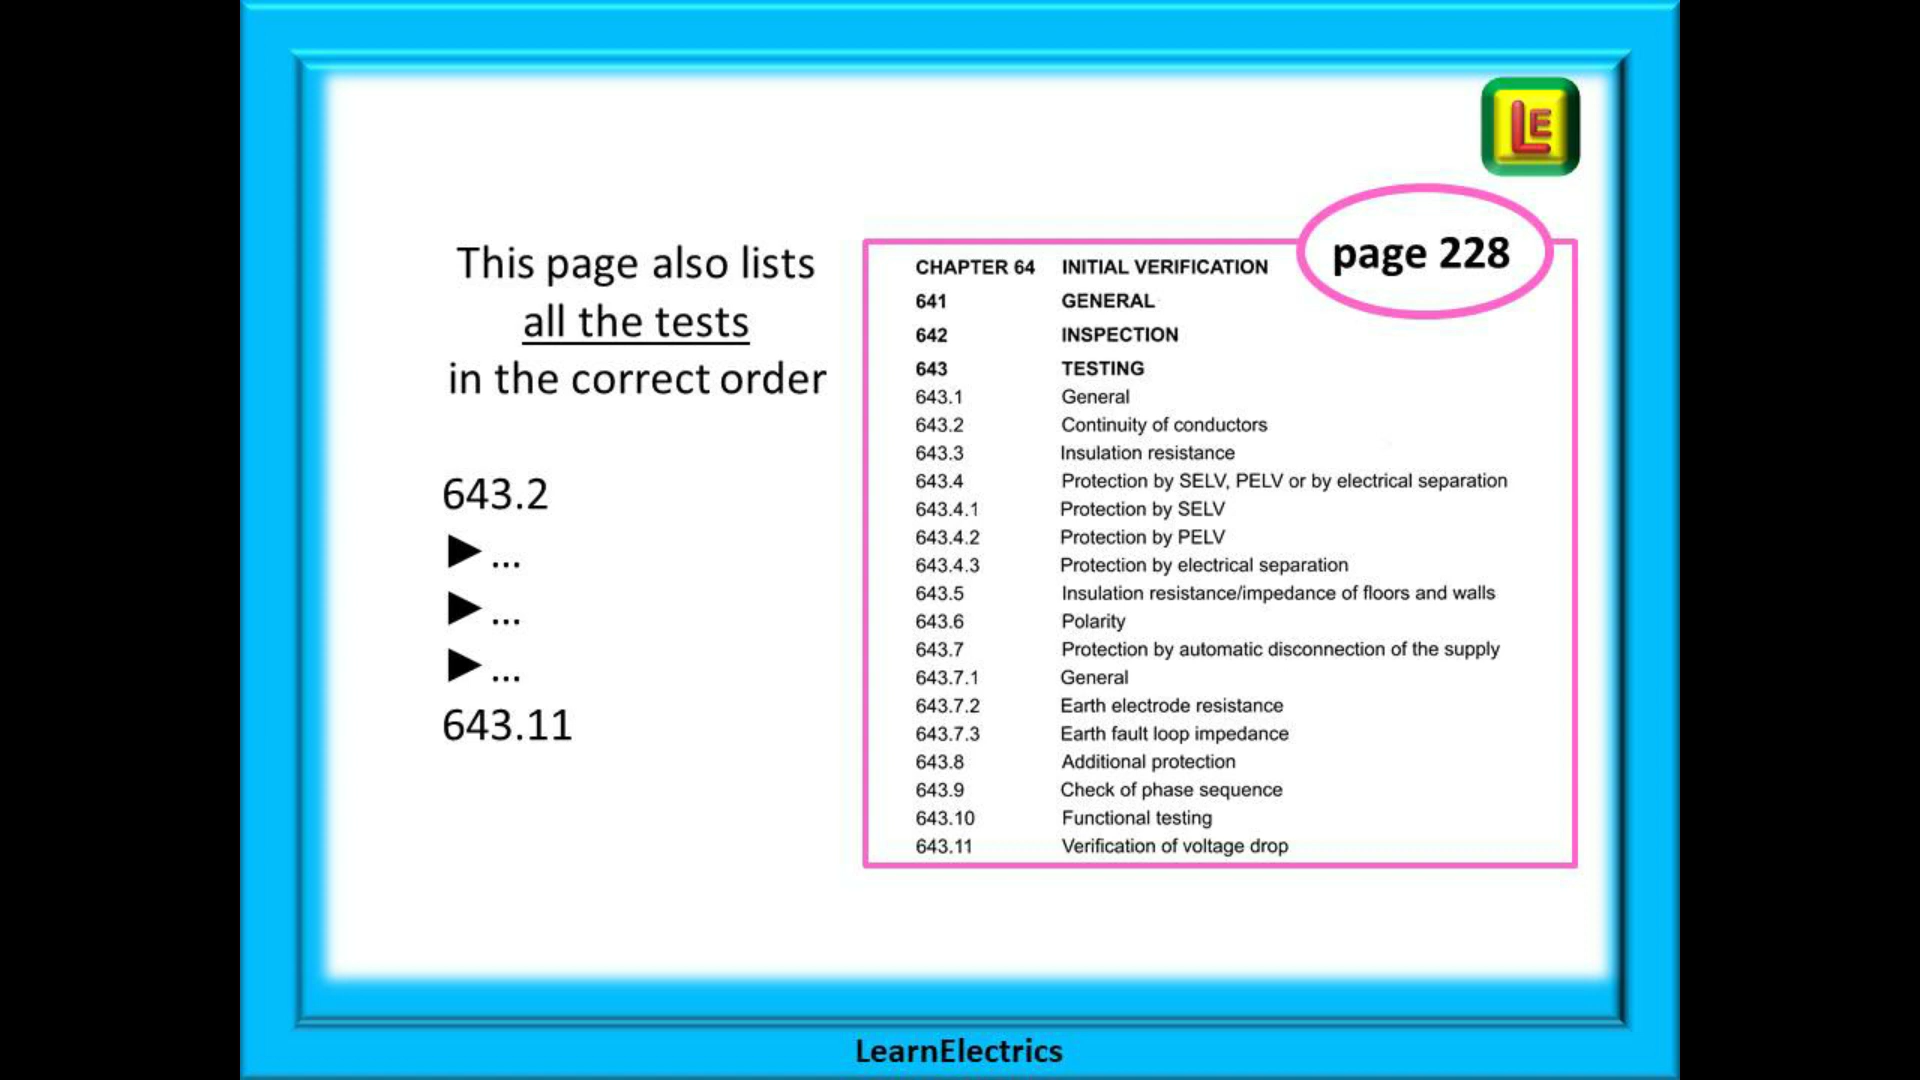 LE
This page also lists
all the tests
in the correct order
643.2
► ...
► ...
► ...
643.11
page 228
CHAPTER 64 INITIAL VERIFICATION
641 GENERAL
642 INSPECTION
643 TESTING
643.1 General
643.2 Continuity of conductors
643.3 Insulation resistance
643.4 Protection by SELV, PELV or by electrical separation
643.4.1 Protection by SELV
643.4.2 Protection by PELV
643.4.3 Protection by electrical separation
643.5 Insulation resistance/impedance of floors and walls
643.6 Polarity
643.7 Protection by automatic disconnection of the supply
643.7.1 General
643.7.2 Earth electrode resistance
643.7.3 Earth fault loop impedance
643.8 Additional protection
643.9 Check of phase sequence
643.10 Functional testing
643.11 Verification of voltage drop
LearnElectrics